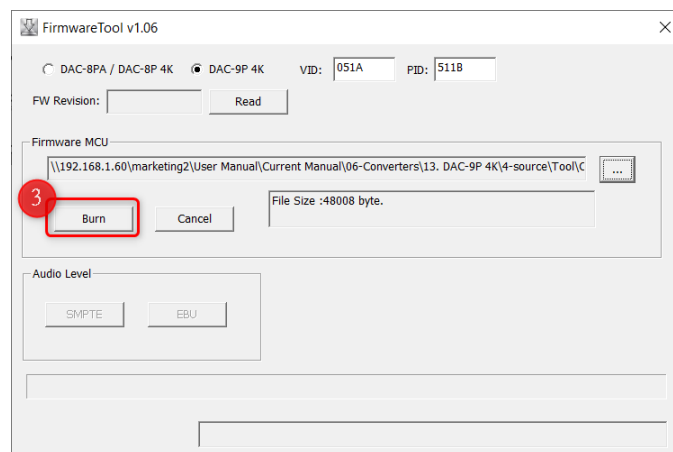 FirmwareTool v1.06
DAC-8PA / DAC-8P 4K DAC-9P 4K VID: 051A PID: 511B
FW Revision: Read
Firmware MCU
\\192.168.1.60\marketing2\User Manual\Current Manual\06-Converters\13. DAC-9P 4K\4-source\Tool\C ...
3
Burn Cancel File Size :48008 byte.
Audio Level
SMPTE EBU